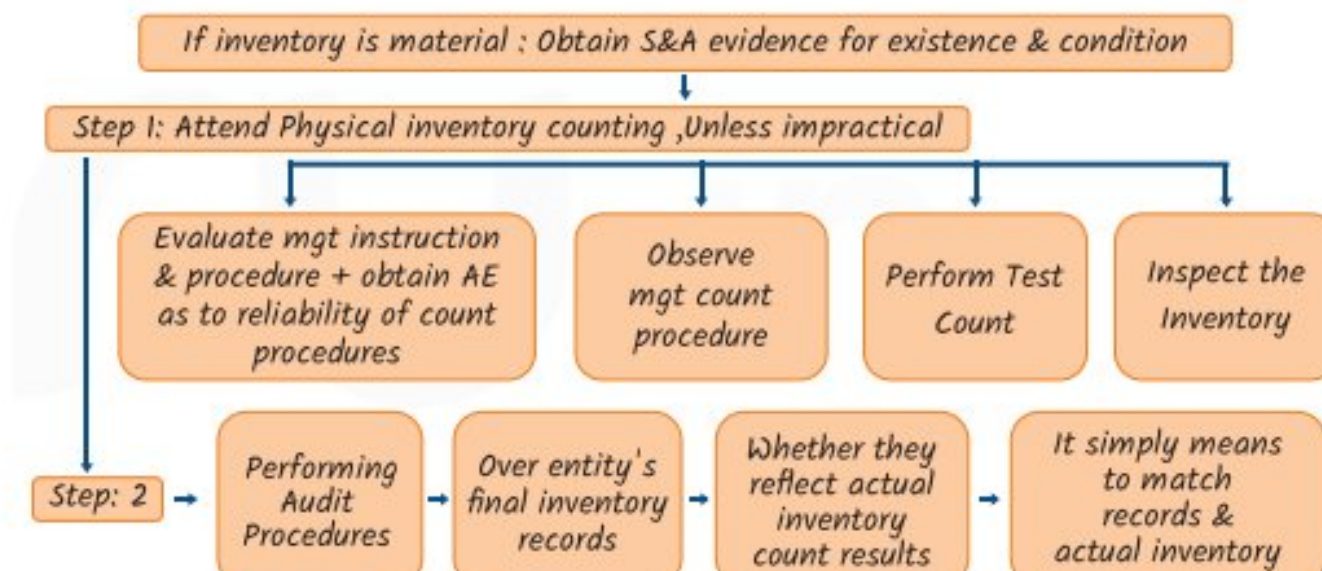 If inventory is material : Obtain S&A evidence for existence & condition
Step 1: Attend Physical inventory counting ,Unless impractical
Evaluate mgt instruction
& procedure + obtain AE
as to reliability of count
procedures
Observe
mgt count
procedure
Perform Test
Count
Inspect the
Inventory
Step: 2
Performing
Audit
Procedures
Over entity's
final inventory
records
Whether they
reflect actual
inventory
count results
It simply means
to match
records &
actual inventory